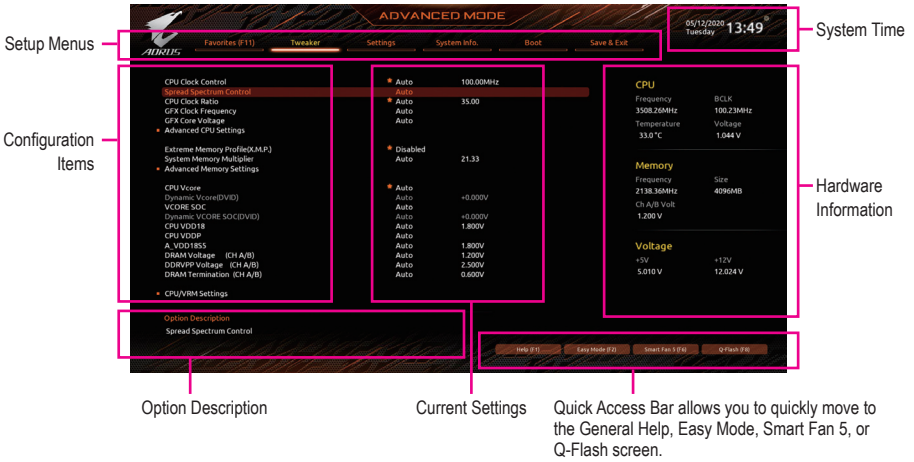 ADVANCED MODE
05/12/2020 13:49
Tuesday
System Time
Setup Menus
AORUS
Favorites (F11) Tweaker Settings System Info. Boot Save & Exit
Configuration
Items
CPU Clock Control * Auto 100.00MHz
Spread Spectrum Control Auto
CPU Clock Ratio * Auto 35.00
GFX Clock Frequency Auto
GFX Core Voltage Auto
Advanced CPU Settings
Extreme Memory Profile(X.M.P.) * Disabled
System Memory Multiplier Auto 21.33
Advanced Memory Settings
CPU Vcore * Auto
Dynamic Vcore(DVID) Auto +0.000V
VCORE SOC Auto
Dynamic VCORE SOC(DVID) Auto +0.000V
CPU VDD18 Auto 1.800V
CPU VDDP Auto
A_VDD18S5 Auto 1.800V
DRAM Voltage (CH A/B) Auto 1.200V
DDRVPP Voltage (CH A/B) Auto 2.500V
DRAM Termination (CH A/B) Auto 0.600V
CPU/VRM Settings
CPU
Frequency BCLK
3508.26MHz 100.23MHz
Temperature Voltage
33.0 °C 1.044 V
Memory
Frequency Size
2138.36MHz 4096MB
Ch A/B Volt
1.200 V
Voltage
+5V +12V
5.010 V 12.024 V
Hardware
Information
Option Description
Spread Spectrum Control
Help (F1) Easy Mode (F2) Smart Fan 5 (F6) Q-Flash (F8)
Option Description
Current Settings
Quick Access Bar allows you to quickly move to
the General Help, Easy Mode, Smart Fan 5, or
Q-Flash screen.